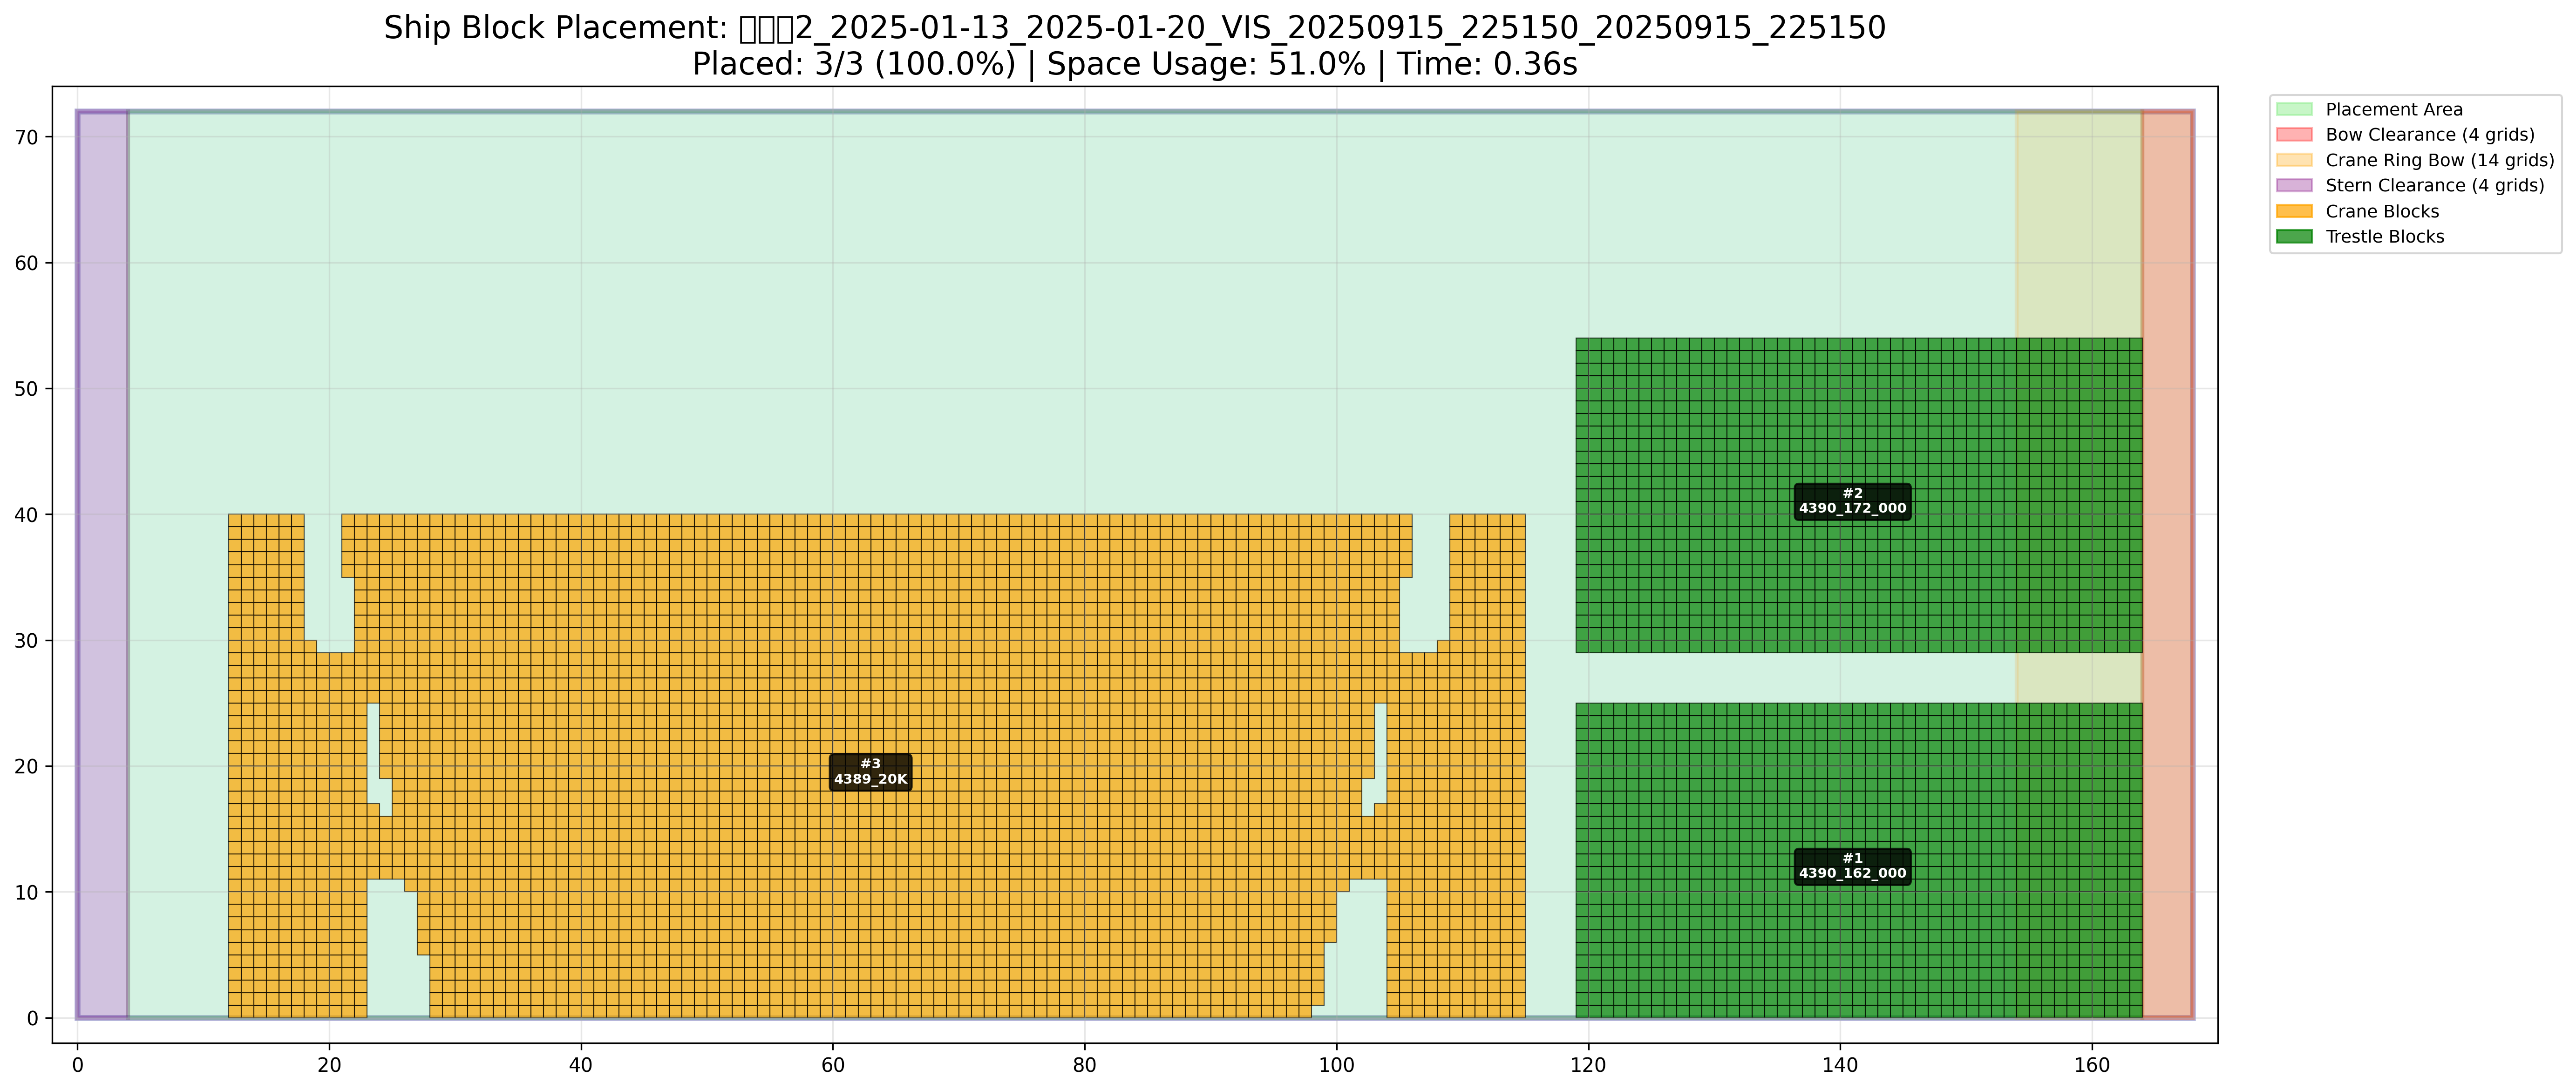 Ship Block Placement: 2_2025-01-13_2025-01-20_VIS_20250915_225150_20250915_225150
Placed: 3/3 (100.0%) | Space Usage: 51.0% | Time: 0.36s
Placement Area
Bow Clearance (4 grids)
Crane Ring Bow (14 grids)
Stern Clearance (4 grids)
Crane Blocks
Trestle Blocks
70
60
50
40
30
20
10
0
#2
4390_172_000
#3
4389_20K
#1
4390_162_000
0
20
40
60
80
100
120
140
160